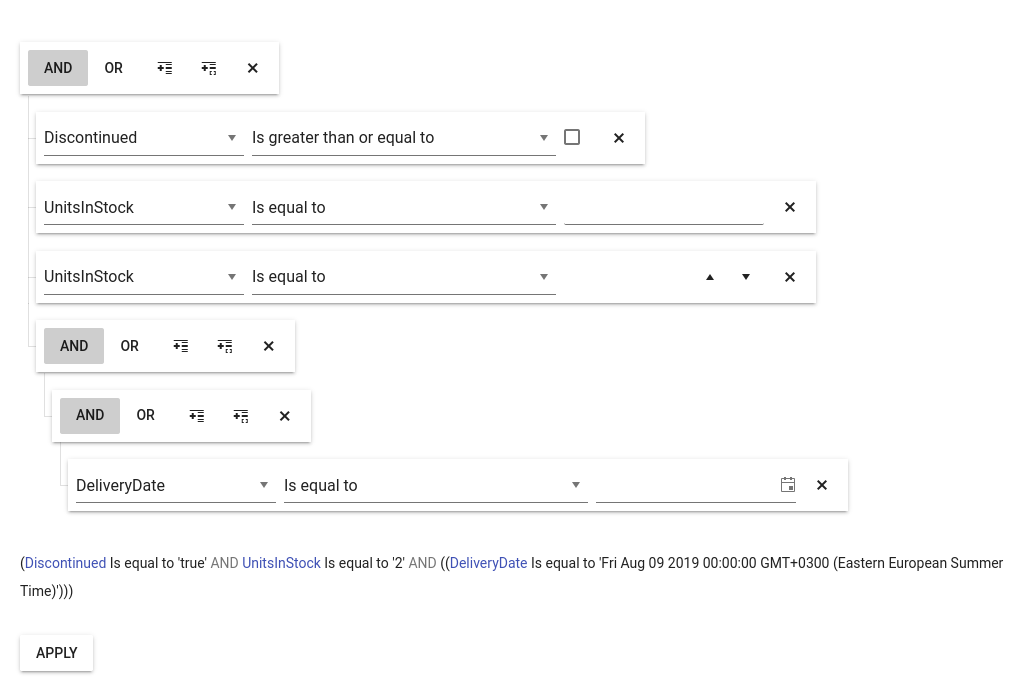 AND OR
Discontinued Is greater than or equal to
UnitsInStock Is equal to
UnitsInStock Is equal to
AND OR
AND OR
DeliveryDate Is equal to
(Discontinued Is equal to 'true' AND UnitsInStock Is equal to '2' AND ((DeliveryDate Is equal to 'Fri Aug 09 2019 00:00:00 GMT+0300 (Eastern European Summer
Time)')))
APPLY